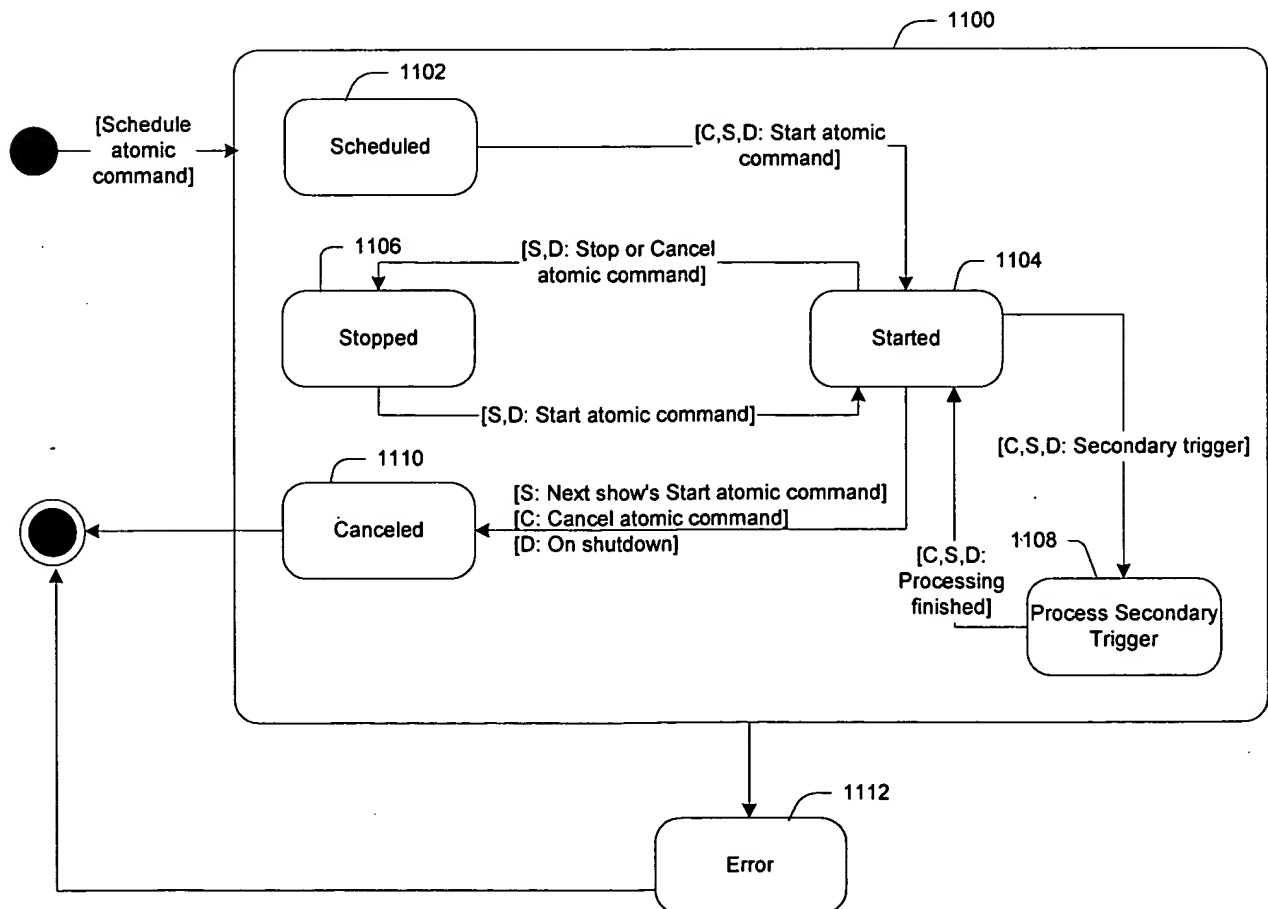 1100
1102
[Schedule
atomic
command]
Scheduled
[C,S,D: Start atomic
command]
1106
[S,D: Stop or Cancel
atomic command]
1104
Stopped
Started
[S,D: Start atomic command]
[C,S,D: Secondary trigger]
1110
[S: Next show's Start atomic command]
Canceled
[C: Cancel atomic command]
[D: On shutdown]
[C,S,D:
Processing
finished]
1108
Process Secondary
Trigger
1112
Error